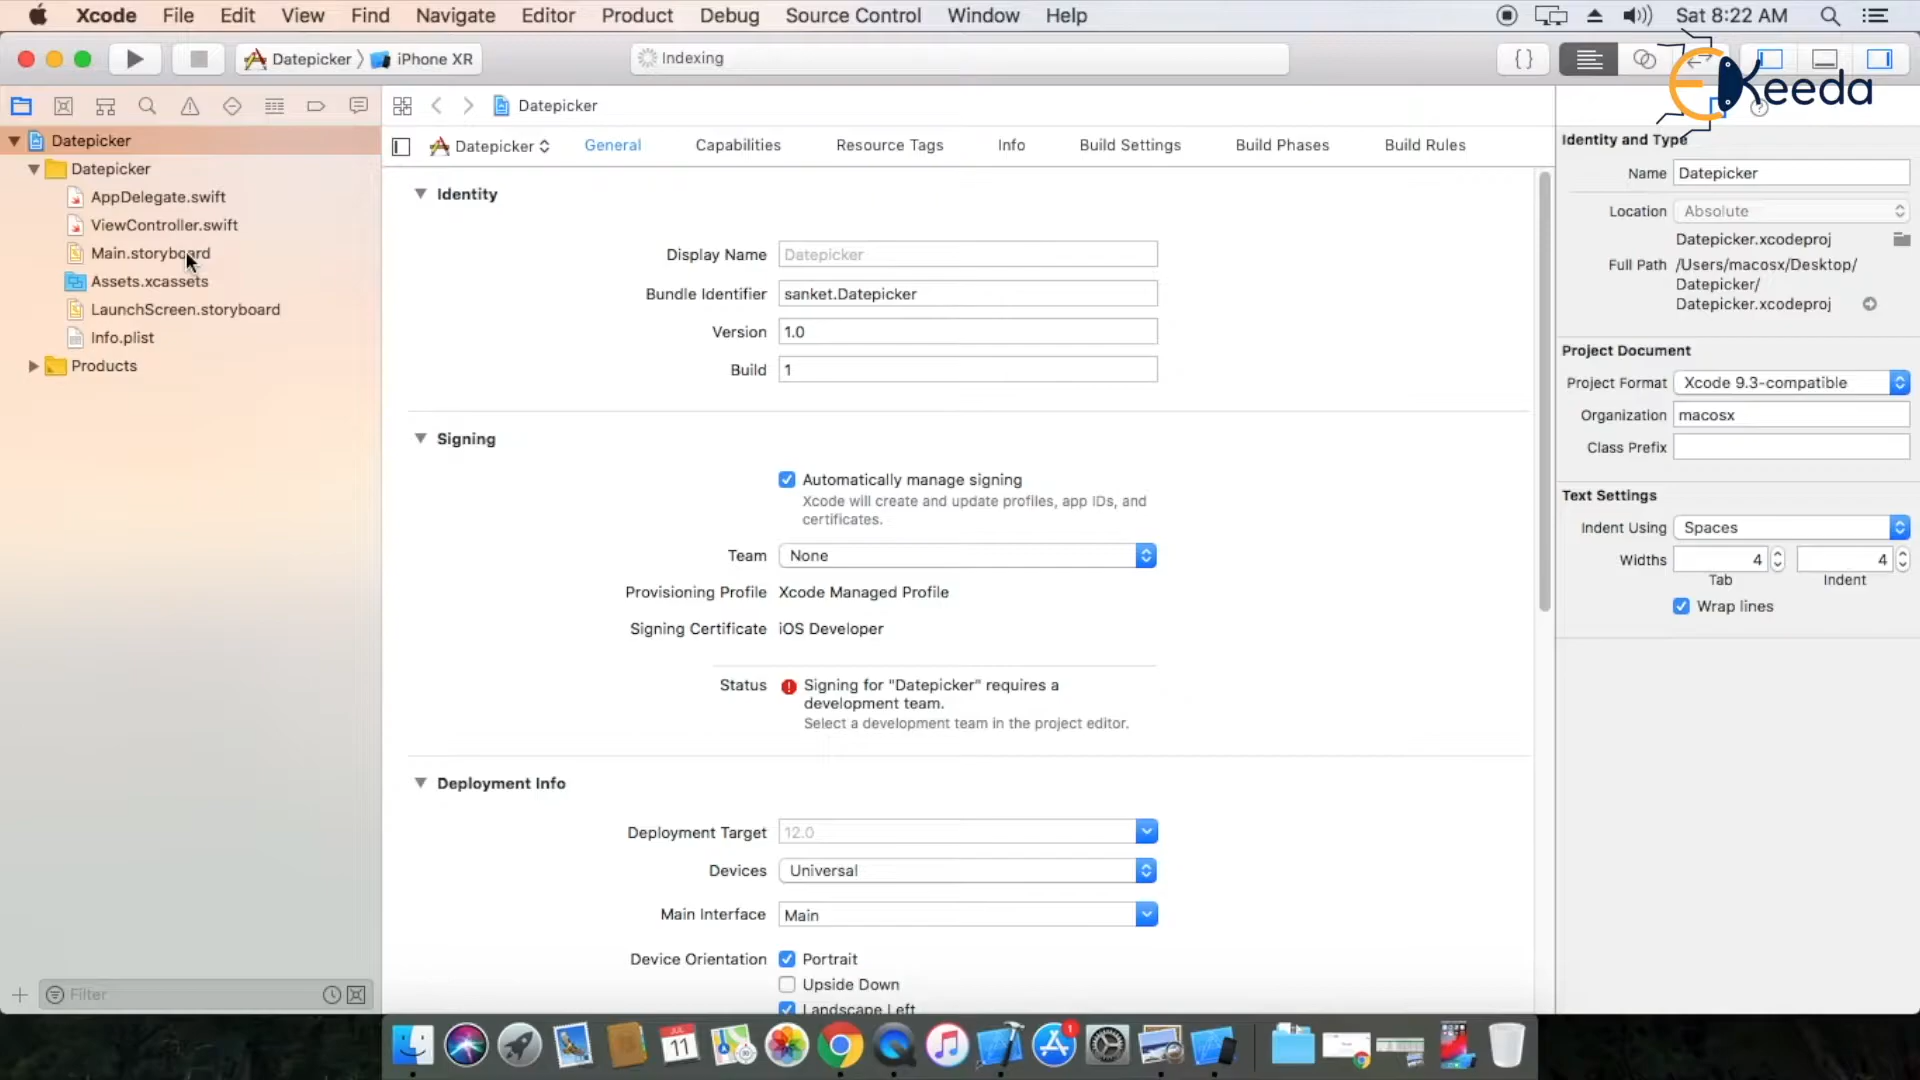 Xcode File Edit View Find Navigate Editor Product Debug Source Control Window Help Sat 8:22 AM
Datepicker iPhone XR Indexing { }
EKeeda
Datepicker
Datepicker
Datepicker General Capabilities Resource Tags Info Build Settings Build Phases Build Rules
Datepicker
AppDelegate.swift
ViewController.swift
Main.storyboard
Assets.xcassets
LaunchScreen.storyboard
Info.plist
Products
Filter
Identity
Display Name Datepicker
Bundle Identifier sanket.Datepicker
Version 1.0
Build 1
Signing
Automatically manage signing
Xcode will create and update profiles, app IDs, and
certificates.
Team None
Provisioning Profile Xcode Managed Profile
Signing Certificate iOS Developer
Status Signing for "Datepicker" requires a
development team.
Select a development team in the project editor.
Deployment Info
Deployment Target 12.0
Devices Universal
Main Interface Main
Device Orientation Portrait
Upside Down
Landscape Left
Identity and Type
Name Datepicker
Location Absolute
Datepicker.xcodeproj
Full Path /Users/macosx/Desktop/
Datepicker/
Datepicker.xcodeproj
Project Document
Project Format Xcode 9.3-compatible
Organization macosx
Class Prefix
Text Settings
Indent Using Spaces
Widths 4 4
Tab Indent
Wrap lines
JUL
11
1